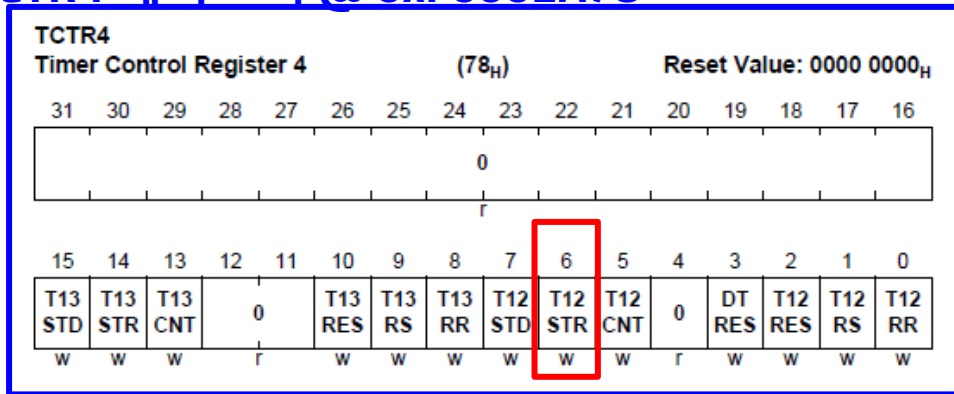 TCTR4
Timer Control Register 4 (78H) Reset Value: 0000 0000H
31 30 29 28 27 26 25 24 23 22 21 20 19 18 17 16
0
r
15 14 13 12 11 10 9 8 7 6 5 4 3 2 1 0
T13 T13 T13 0 T13 T13 T13 T12 T12 T12 0 DT T12 T12 T12
STD STR CNT RES RS RR STD STR CNT RES RES RS RR
w w w r w w w w w w r w w w w